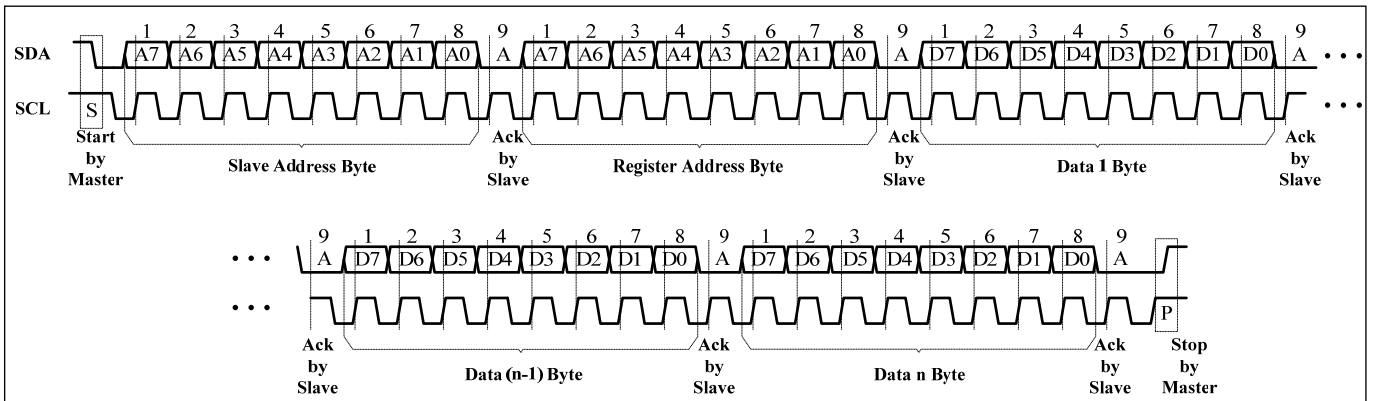 1 2 3 4 5 6 7 8 9 1 2 3 4 5 6 7 8 9 1 2 3 4 5 6 7 8 9
SDA A7 A6 A5 A4 A3 A2 A1 A0 A A7 A6 A5 A4 A3 A2 A1 A0 A D7 D6 D5 D4 D3 D2 D1 D0 A • • •
SCL S • • •
Start by Master
Slave Address Byte
Ack by Slave
Register Address Byte
Ack by Slave
Data 1 Byte
Ack by Slave
9 1 2 3 4 5 6 7 8 9 1 2 3 4 5 6 7 8 9
• • • A D7 D6 D5 D4 D3 D2 D1 D0 A D7 D6 D5 D4 D3 D2 D1 D0 A
• • • P
Ack by Slave
Data (n-1) Byte
Ack by Slave
Data n Byte
Ack by Slave
Stop by Master